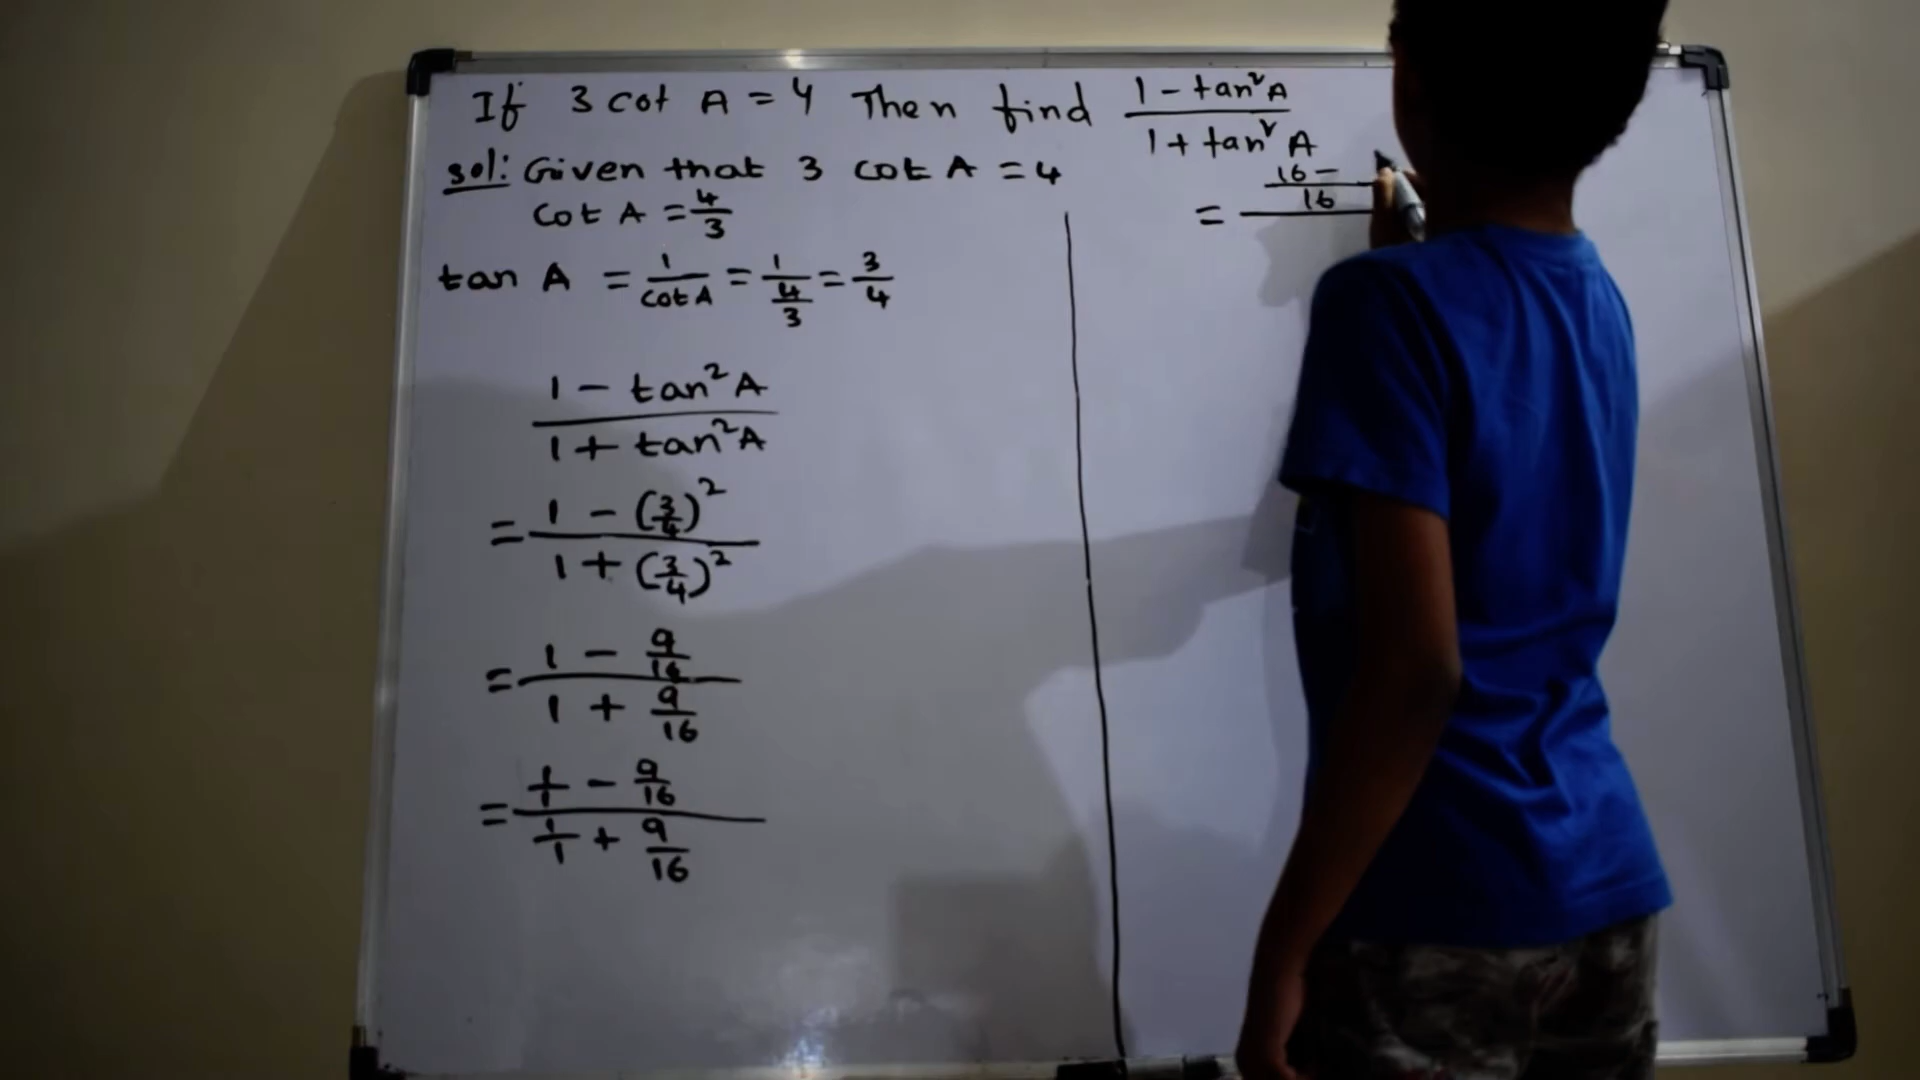 If 3 cot A = 4 Then find (1 - tan²A)/(1 + tan²A)
sol: Given that 3 cot A = 4
cot A = 4/3
tan A = 1/cot A = 1/(4/3) = 3/4
(1 - tan²A)/(1 + tan²A)
= (1 - (3/4)²)/(1 + (3/4)²)
= (1 - 9/16)/(1 + 9/16)
= (1/1 - 9/16)/(1/1 + 9/16)
= 16 -
16